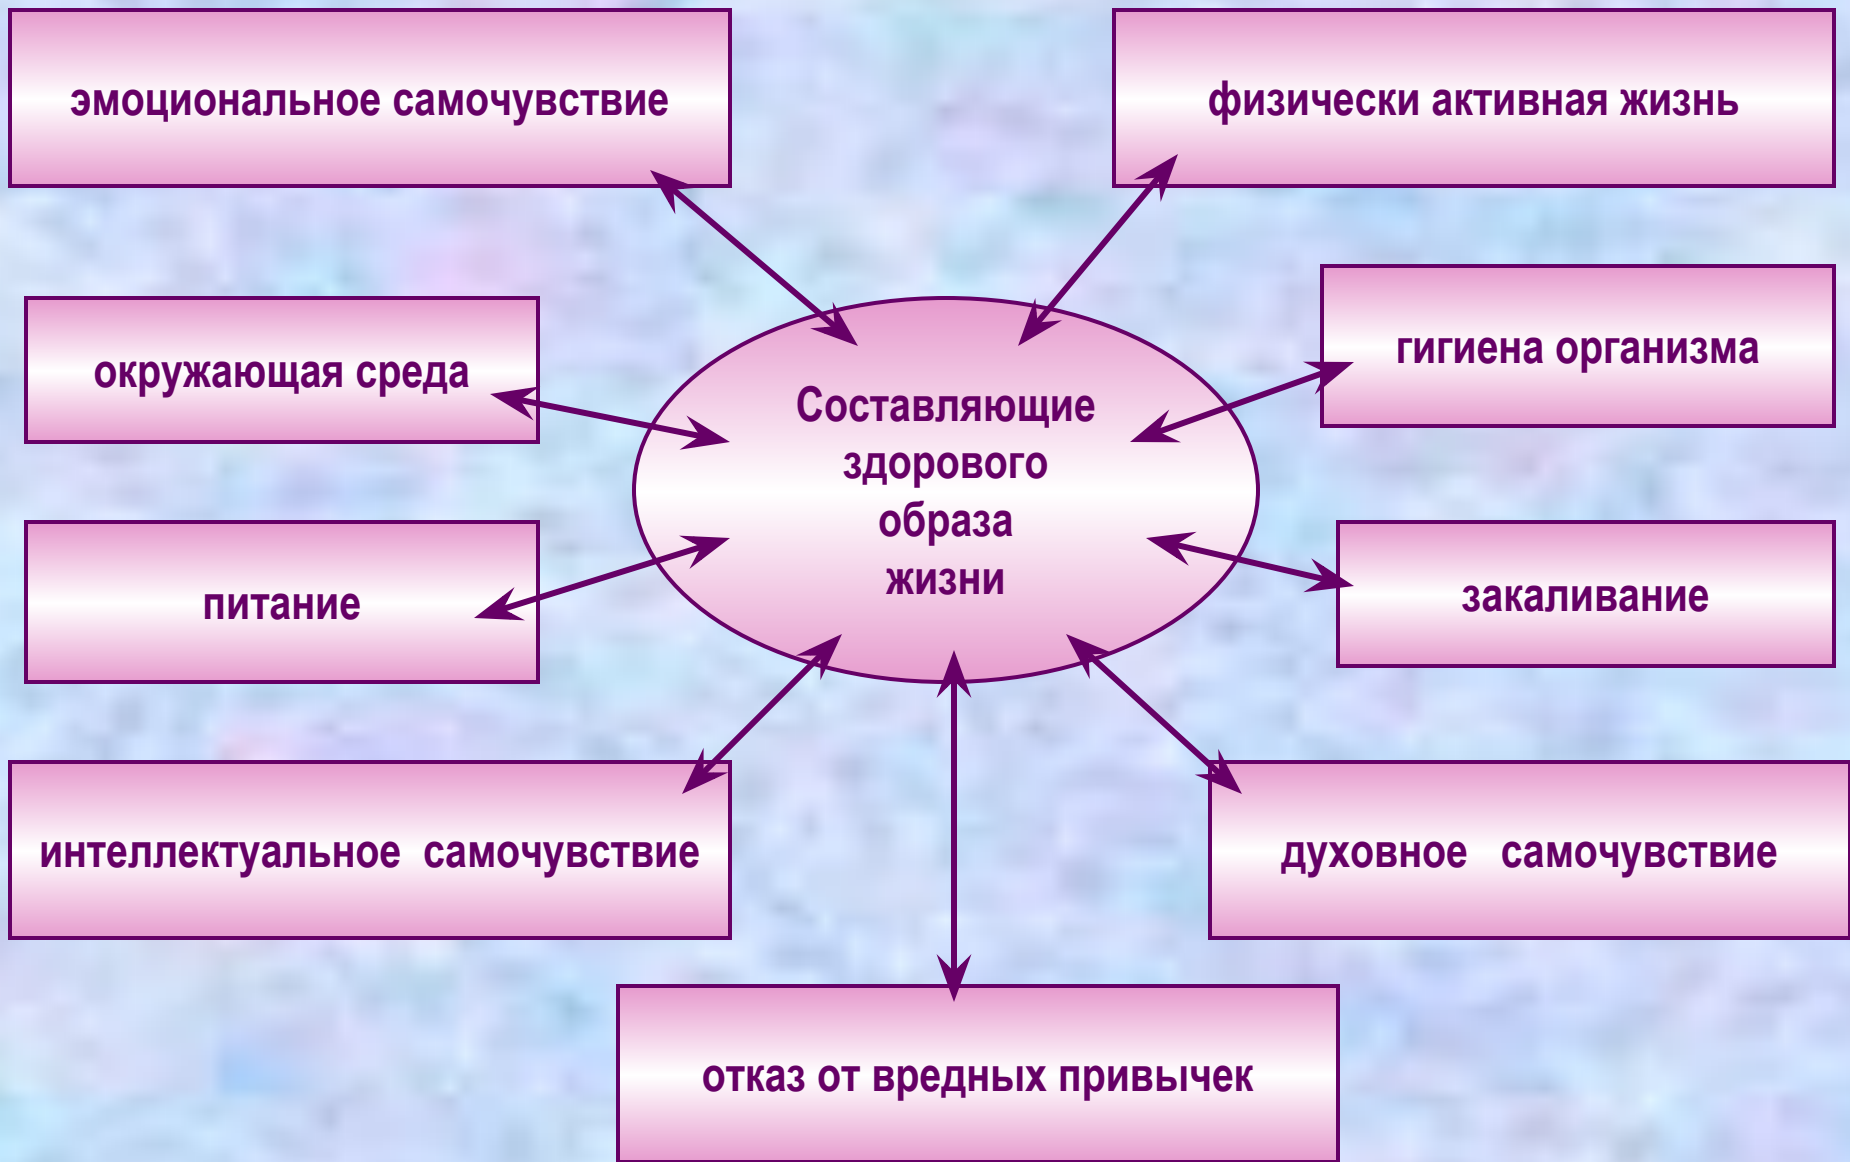 эмоциональное самочувствие
физически активная жизнь
окружающая среда
гигиена организма
Составляющие
здорового
образа
жизни
питание
закаливание
интеллектуальное самочувствие
духовное самочувствие
отказ от вредных привычек